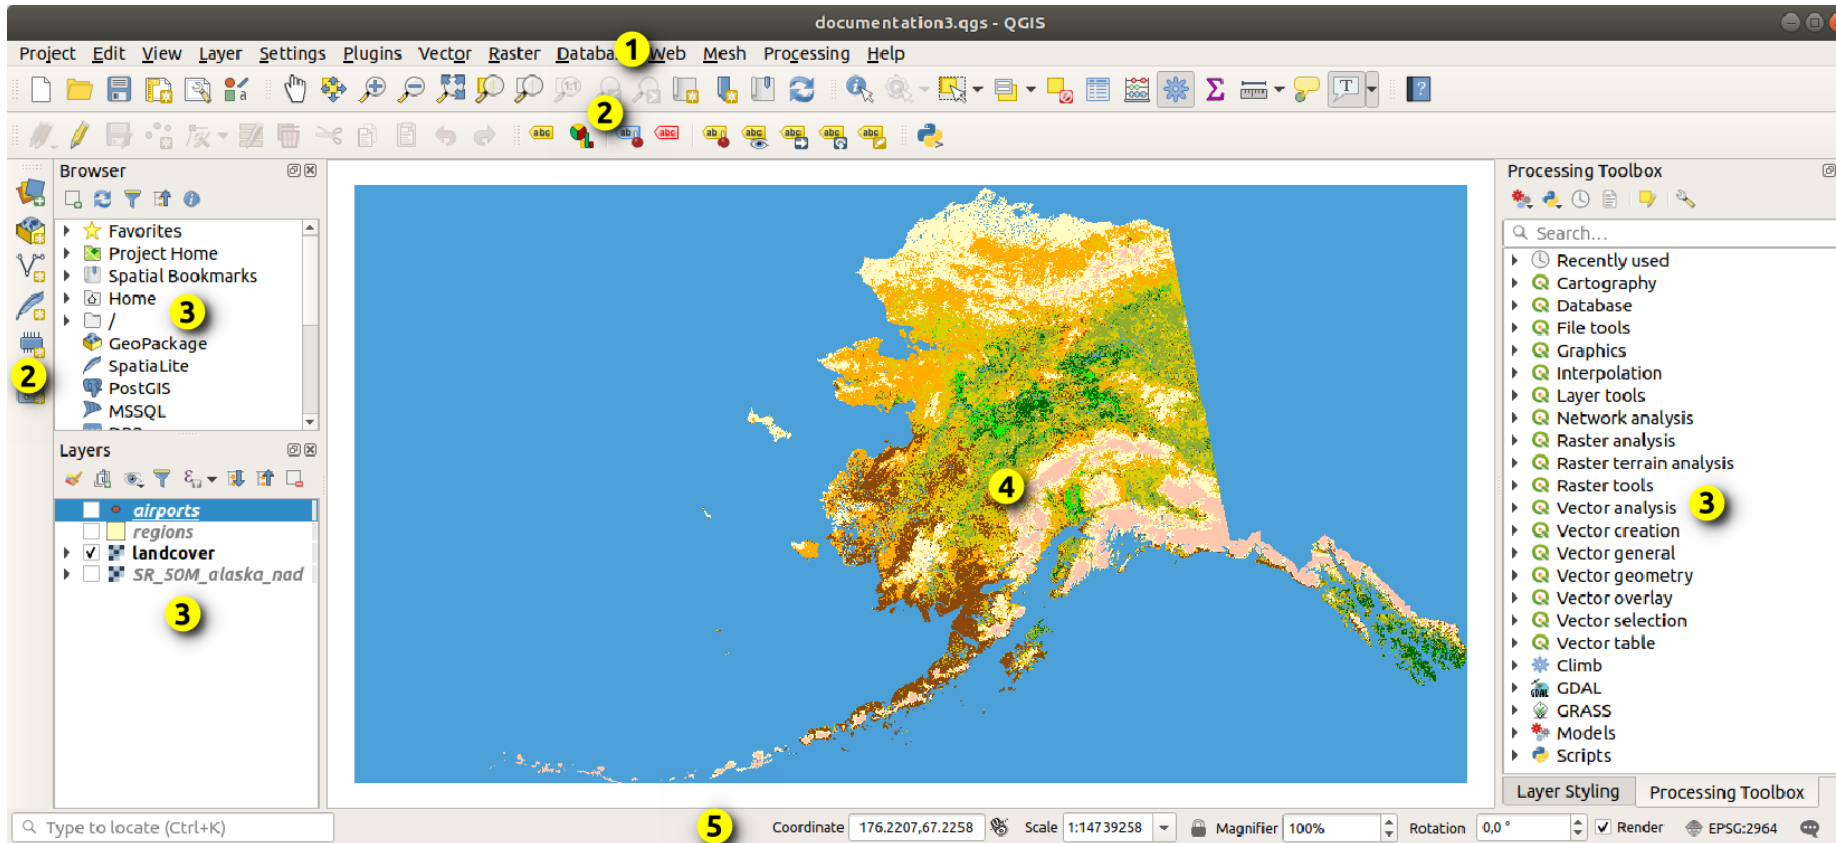 documentation3.qgs - QGIS
Project Edit View Layer Settings Plugins Vector Raster Databa 1 Web Mesh Processing Help
2
Browser
Favorites
Project Home
Spatial Bookmarks
Home
/
3
GeoPackage
SpatiaLite
PostGIS
MSSQL
2
Layers
airports
regions
landcover
SR_50M_alaska_nad
3
4
Processing Toolbox
Search...
Recently used
Cartography
Database
File tools
Graphics
Interpolation
Layer tools
Network analysis
Raster analysis
Raster terrain analysis
Raster tools
Vector analysis
3
Vector creation
Vector general
Vector geometry
Vector overlay
Vector selection
Vector table
Climb
GDAL
GRASS
Models
Scripts
Layer Styling Processing Toolbox
Type to locate (Ctrl+K) 5 Coordinate 176.2207,67.2258 Scale 1:14739258 Magnifier 100% Rotation 0,0 ° Render EPSG:2964